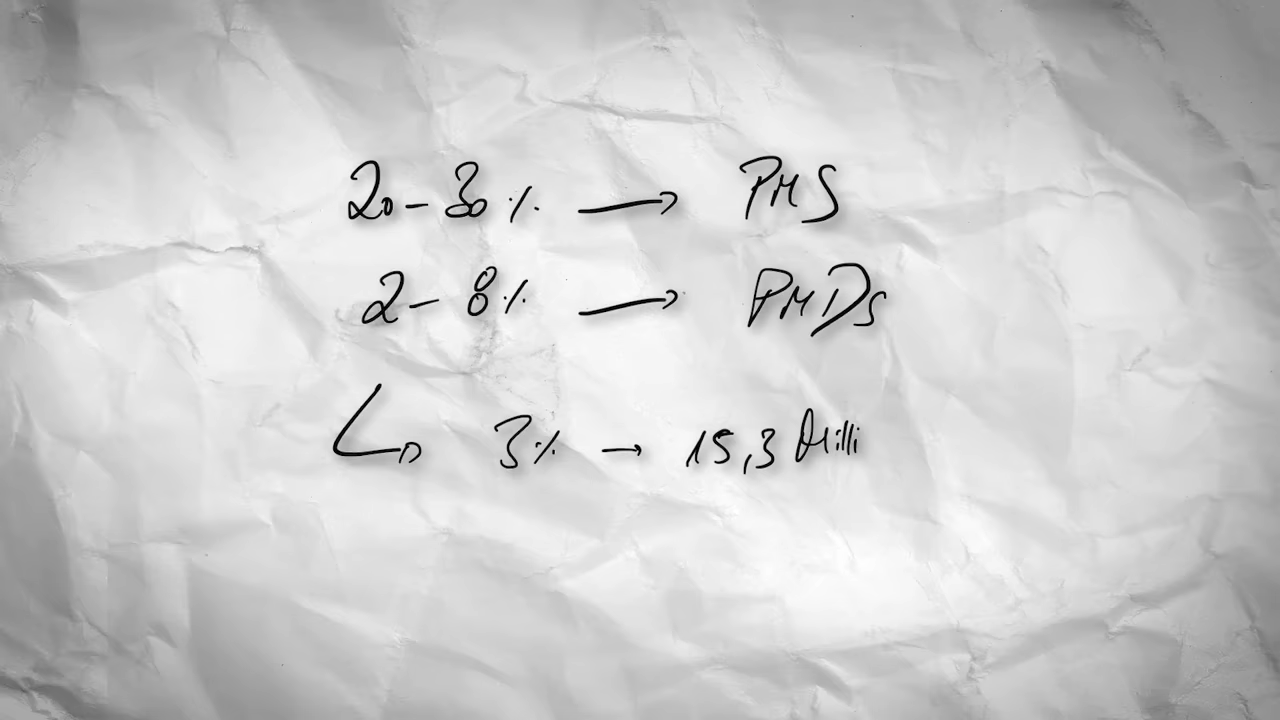 20-30% → PMS
2-8% → PMDS
↳ 3% → 15,3 Milli